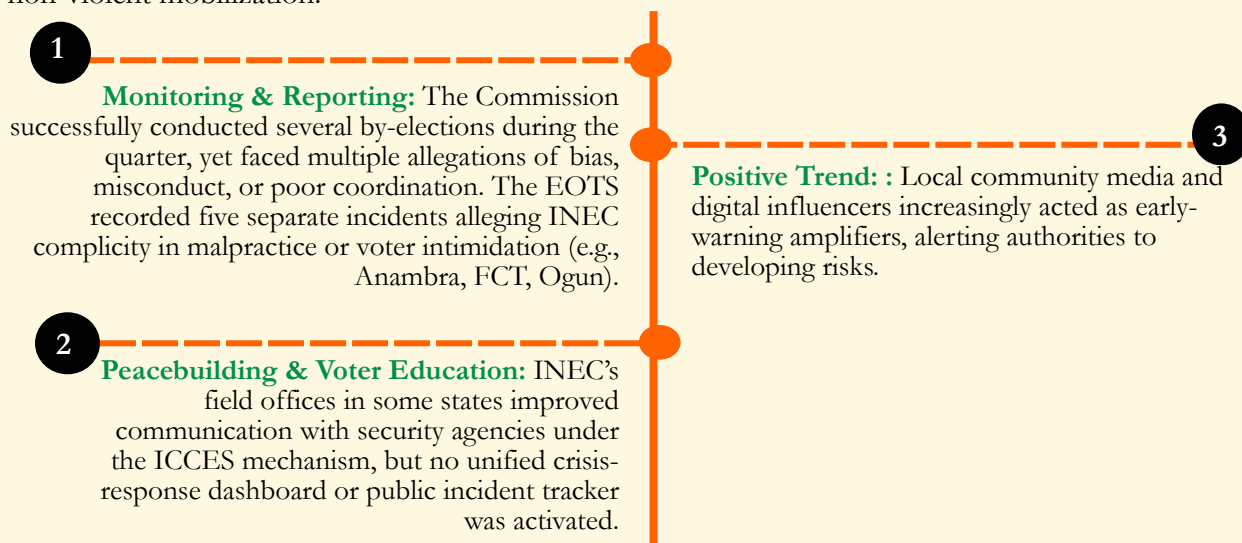 non-violent mobilization.
1
Monitoring & Reporting: The Commission
successfully conducted several by-elections during the
quarter, yet faced multiple allegations of bias,
misconduct, or poor coordination. The EOTS
recorded five separate incidents alleging INEC
complicity in malpractice or voter intimidation (e.g.,
Anambra, FCT, Ogun).
2
Peacebuilding & Voter Education: INEC’s
field offices in some states improved
communication with security agencies under
the ICCES mechanism, but no unified crisis-
response dashboard or public incident tracker
was activated.
3
Positive Trend: : Local community media and
digital influencers increasingly acted as early-
warning amplifiers, alerting authorities to
developing risks.